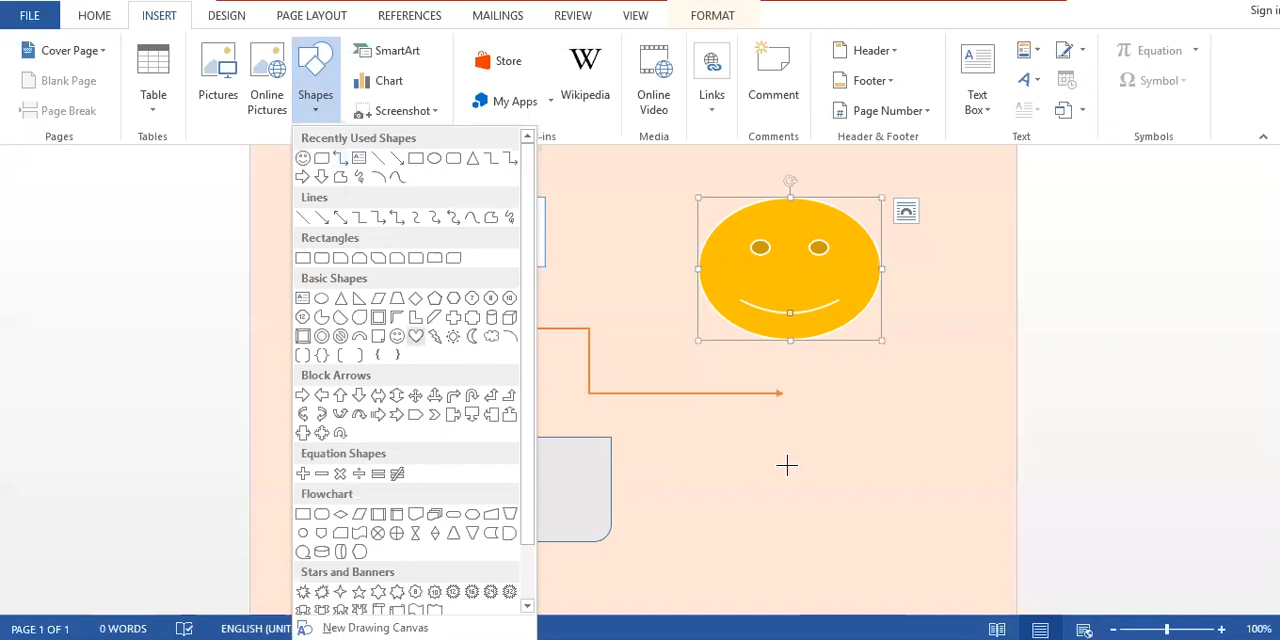 FILE HOME INSERT DESIGN PAGE LAYOUT REFERENCES MAILINGS REVIEW VIEW FORMAT Sign in
Cover Page
Blank Page
Page Break
Pages
Table
Tables
Pictures
Online
Pictures
Shapes
SmartArt
Chart
Screenshot
Store
My Apps
Wikipedia
-ins
Online
Video
Media
Links
Comment
Comments
Header
Footer
Page Number
Header & Footer
Text
Box
Text
Equation
Symbol
Symbols
Recently Used Shapes
Lines
Rectangles
Basic Shapes
Block Arrows
Equation Shapes
Flowchart
Stars and Banners
New Drawing Canvas
PAGE 1 OF 1 0 WORDS ENGLISH (UNIT 100%